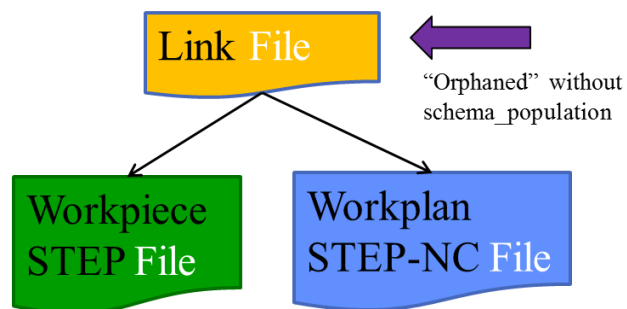 Link File
“Orphaned” without
schema_population
Workpiece
STEP File
Workplan
STEP-NC File